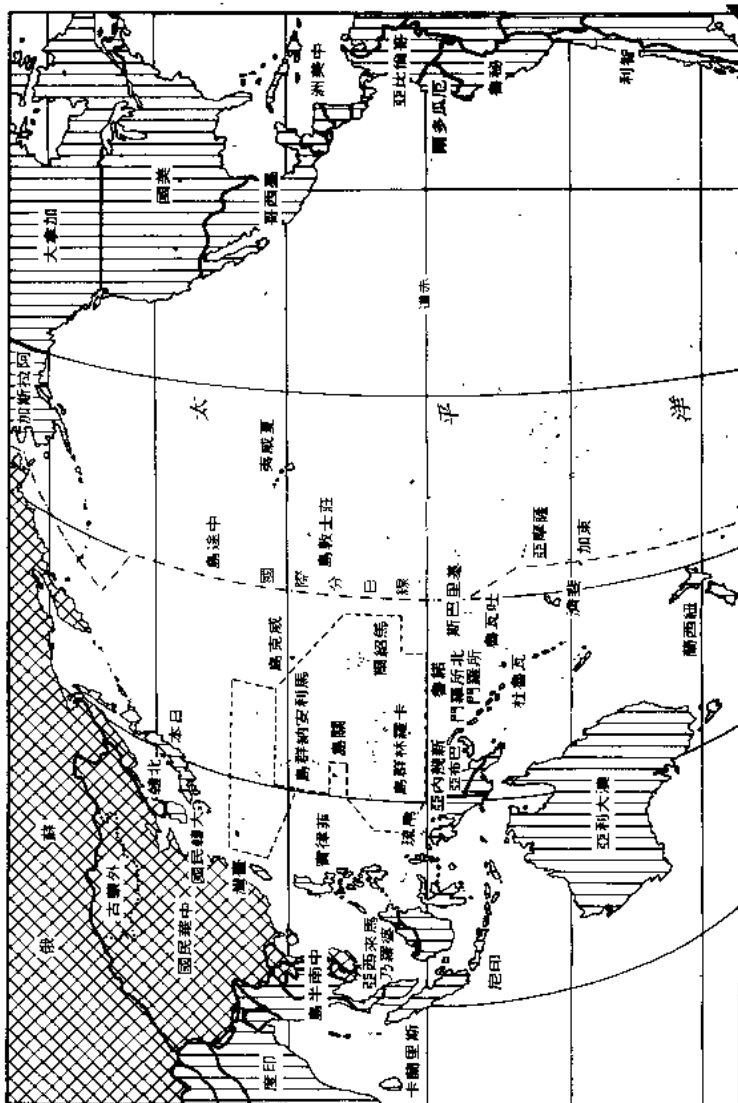 加拿大
美國
中美洲
墨西哥
哥倫比亞
厄瓜多爾
秘魯
智利
赤道
阿拉斯加
太平洋
夏威夷
中途島
莊士敦島
國際分日線
薩摩亞
東加
威克島
馬紹爾
基里巴斯
吐瓦魯
斐濟
紐西蘭
日本
馬利安納群島
關島
卡羅林群島
諾魯
北所羅門
所羅門
瓦魯杜
新幾內亞
巴布亞
北韓
大韓民國
臺灣
菲律賓
帛琉
澳大利亞
蘇俄
外蒙古
中華民國
中南半島
馬來西亞
婆羅乃
印尼
印度
斯里蘭卡